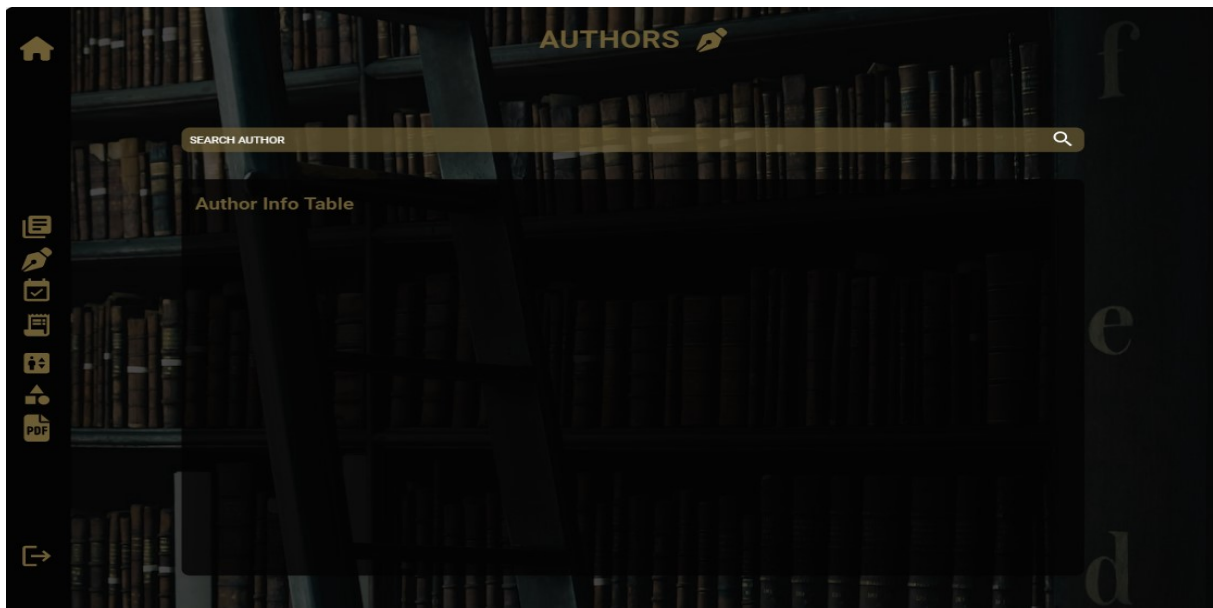 AUTHORS
f
SEARCH AUTHOR
Author Info Table
e
PDF
d